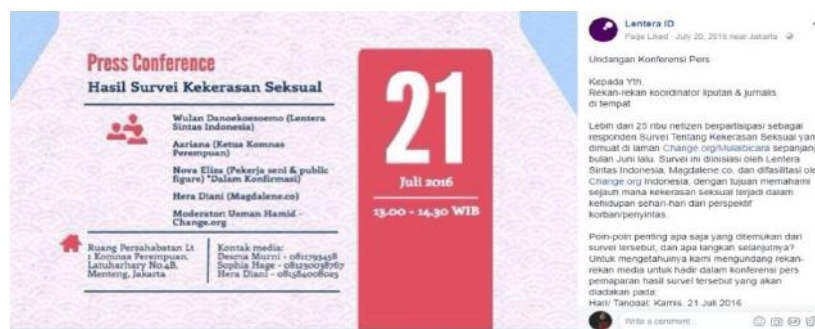 Press Conference
Hasil Survei Kekerasan Seksual
Wulan Danoekoesoemo (Lentera
Sintas Indonesia)
Azriana (Ketua Komnas
Perempuan)
Nova Eliza (Pekerja seni & public
figure) *Dalam Konfirmasi)
Hera Diani (Magdalene.co)
Moderator: Usman Hamid -
Change.org
Ruang Persahabatan Lt
1 Komnas Perempuan,
Latuharhary No.4B,
Menteng, Jakarta
Kontak media:
Desma Murni - 0811793458
Sophia Hage - 081230038767
Hera Diani - 081584008025
21
Juli 2016
13.00 - 14.30 WIB
Lentera ID
Page Liked · July 20, 2016 near Jakarta ·
Undangan Konferensi Pers
Kepada Yth.
Rekan-rekan koordinator liputan & jurnalis
di tempat
Lebih dari 25 ribu netizen berpartisipasi sebagai
responden Survei Tentang Kekerasan Seksual yan
dimuat di laman Change.org/Mulaibicara sepanjang
bulan Juni lalu. Survei ini diinisiasi oleh Lentera
Sintas Indonesia, Magdalene.co, dan difasilitasi ole
Change.org Indonesia, dengan tujuan memahami
sejauh mana kekerasan seksual terjadi dalam
kehidupan sehari-hari dari perspektif
korban/penyintas.
Poin-poin penting apa saja yang ditemukan dari
survei tersebut, dan apa langkah selanjutnya?
Untuk mengetahuinya kami mengundang rekan-
rekan media untuk hadir dalam konferensi pers
pemaparan hasil survei tersebut yang akan
diadakan pada:
Hari/ Tanggal: Kamis, 21 Juli 2016
Write a comment...